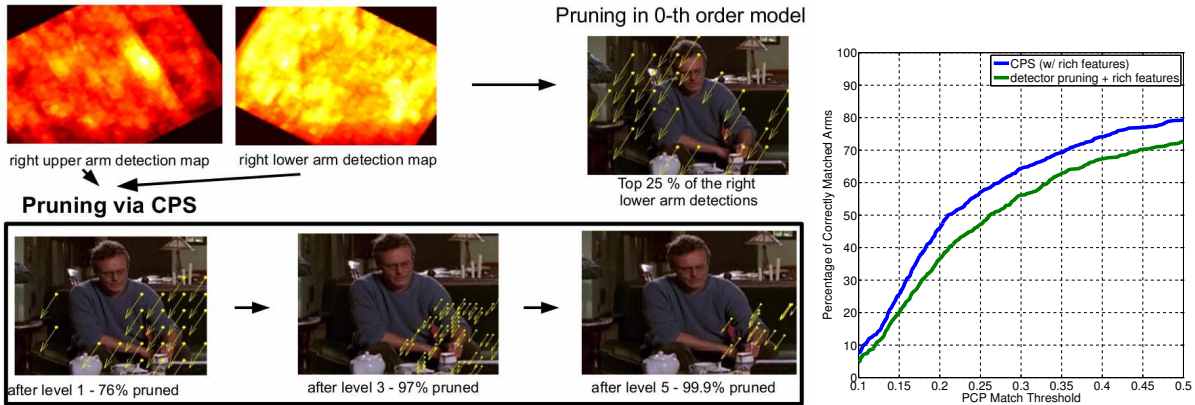 Pruning in 0-th order model
right upper arm detection map
right lower arm detection map
Top 25 % of the right
lower arm detections
Pruning via CPS
after level 1 - 76% pruned
after level 3 - 97% pruned
after level 5 - 99.9% pruned
CPS (w/ rich features)
detector pruning + rich features
Percentage of Correctly Matched Arms
100
90
80
70
60
50
40
30
20
10
0
0.1 0.15 0.2 0.25 0.3 0.35 0.4 0.45 0.5
PCP Match Threshold